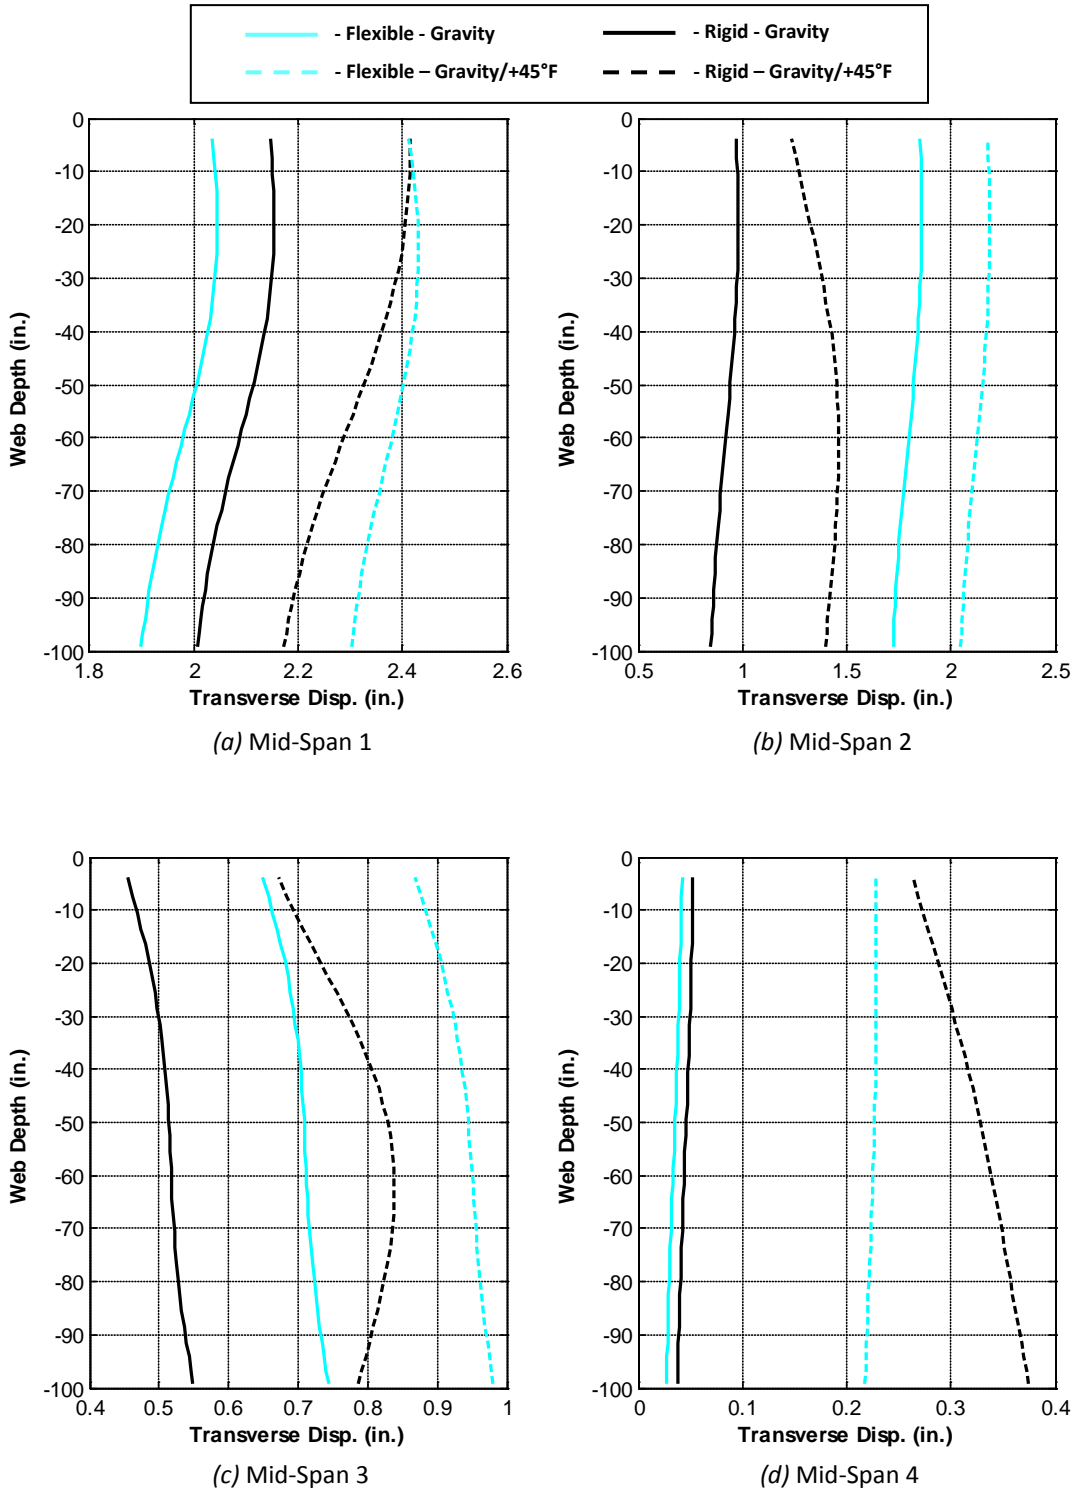 - Flexible - Gravity
- Rigid - Gravity
- Flexible – Gravity/+45°F
- Rigid – Gravity/+45°F
0
-10
-20
-30
-40
-50
-60
-70
-80
-90
-100
Web Depth (in.)
1.8 2 2.2 2.4 2.6
Transverse Disp. (in.)
(a) Mid-Span 1
0
-10
-20
-30
-40
-50
-60
-70
-80
-90
-100
Web Depth (in.)
0.5 1 1.5 2 2.5
Transverse Disp. (in.)
(b) Mid-Span 2
0
-10
-20
-30
-40
-50
-60
-70
-80
-90
-100
Web Depth (in.)
0.4 0.5 0.6 0.7 0.8 0.9 1
Transverse Disp. (in.)
(c) Mid-Span 3
0
-10
-20
-30
-40
-50
-60
-70
-80
-90
-100
Web Depth (in.)
0 0.1 0.2 0.3 0.4
Transverse Disp. (in.)
(d) Mid-Span 4